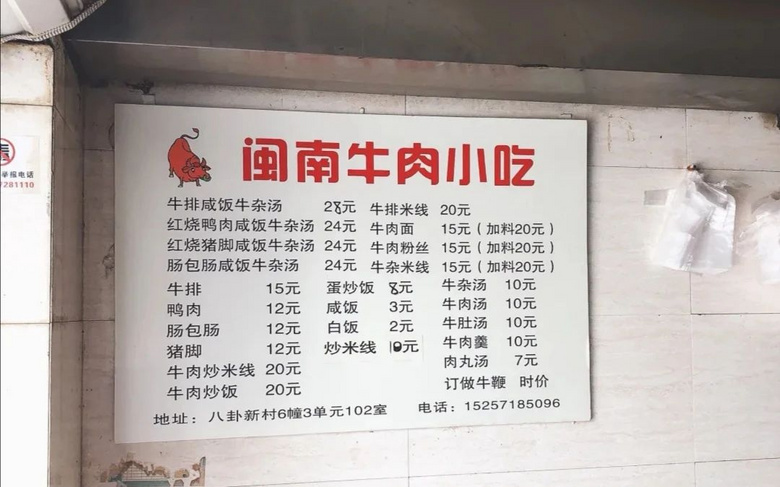 闽南牛肉小吃
牛排咸饭牛杂汤 28元 牛排米线 20元
红烧鸭肉咸饭牛杂汤 24元 牛肉面 15元（加料20元）
红烧猪脚咸饭牛杂汤 24元 牛肉粉丝 15元（加料20元）
肠包肠咸饭牛杂汤 24元 牛杂米线 15元（加料20元）
牛排 15元 蛋炒饭 8元 牛杂汤 10元
鸭肉 12元 咸饭 3元 牛肉汤 10元
肠包肠 12元 白饭 2元 牛肚汤 10元
猪脚 12元 炒米线 10元 牛肉羹 10元
牛肉炒米线 20元 肉丸汤 7元
牛肉炒饭 20元 订做牛鞭 时价
地址：八卦新村6幢3单元102室 电话：15257185096
举报电话
7281110